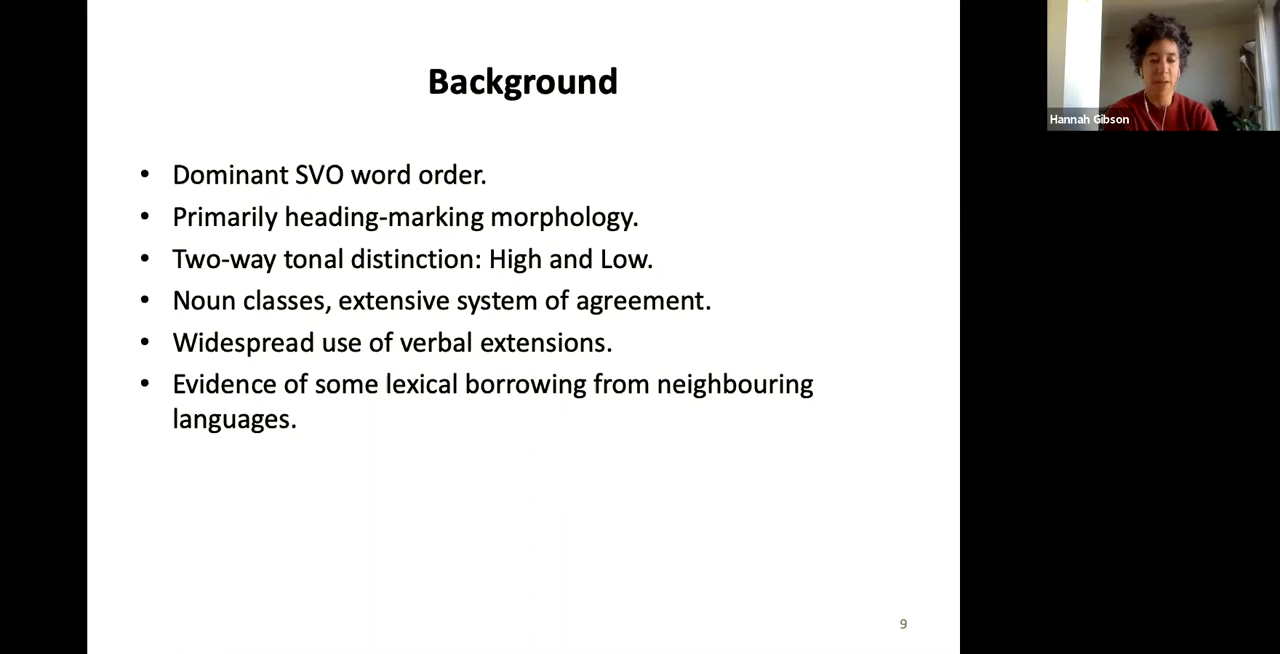 Background
• Dominant SVO word order.
• Primarily heading-marking morphology.
• Two-way tonal distinction: High and Low.
• Noun classes, extensive system of agreement.
• Widespread use of verbal extensions.
• Evidence of some lexical borrowing from neighbouring
languages.
9
Hannah Gibson